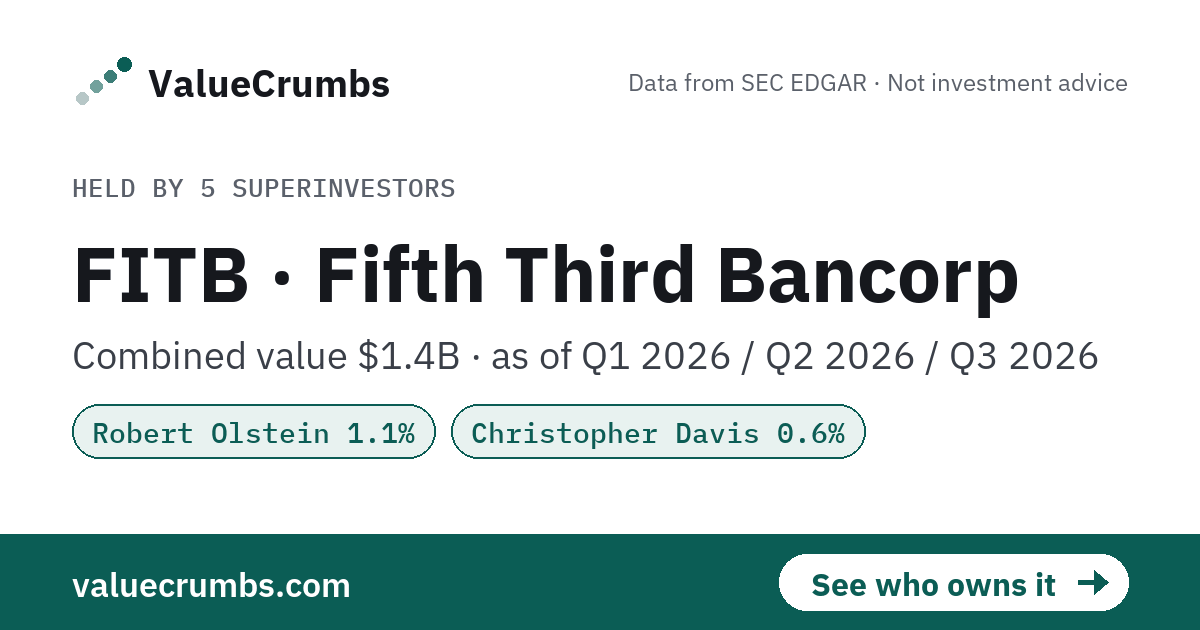 ValueCrumbs
Data from SEC EDGAR · Not investment advice
HELD BY 5 SUPERINVESTORS
FITB · Fifth Third Bancorp
Combined value $1.4B · as of Q1 2026 / Q2 2026 / Q3 2026
Robert Olstein 1.1%
Christopher Davis 0.6%
valuecrumbs.com
See who owns it